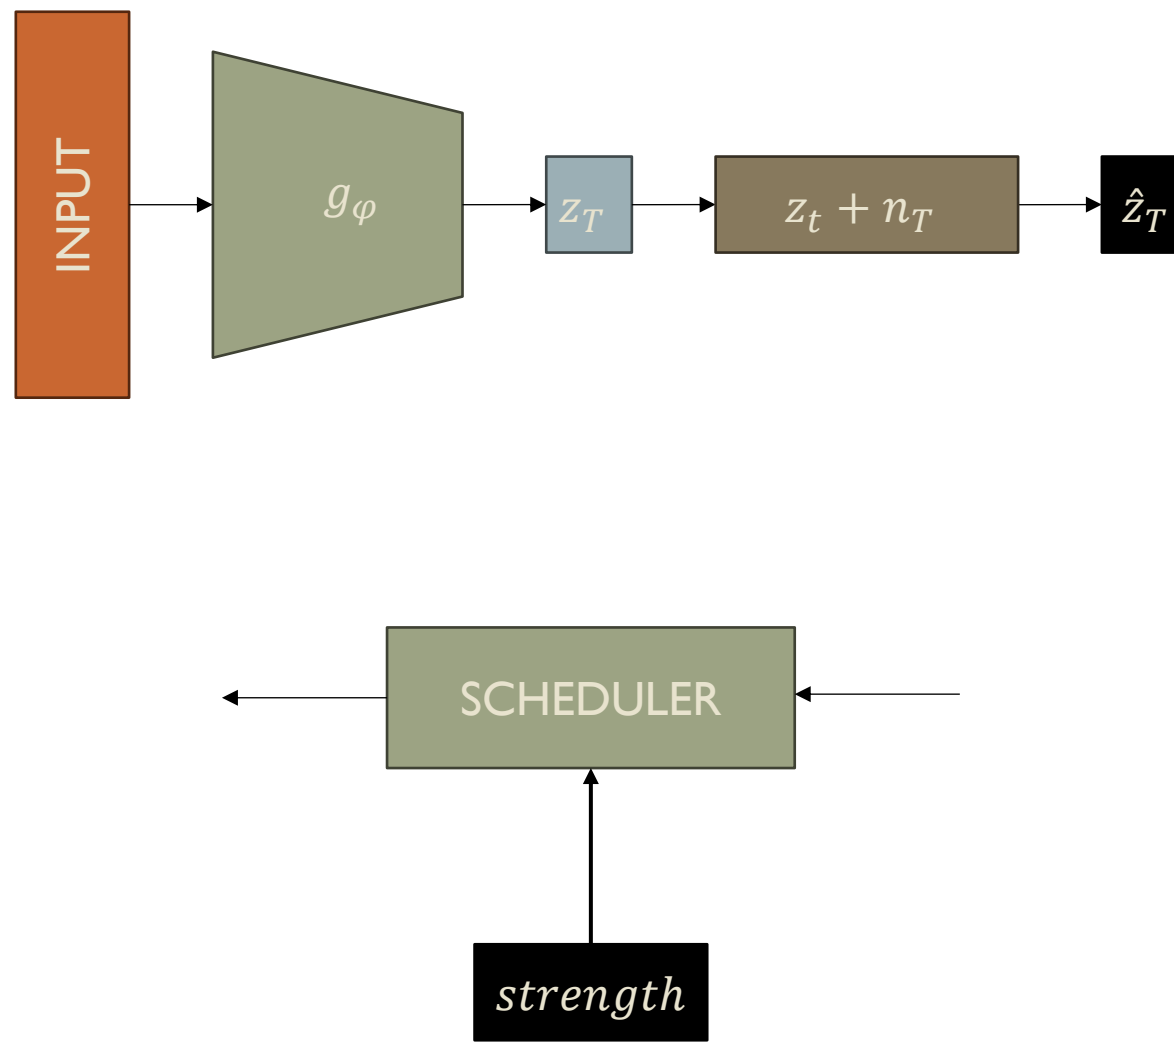 INPUT
g_φ
z_T
z_t + n_T
ẑ_T
SCHEDULER
strength